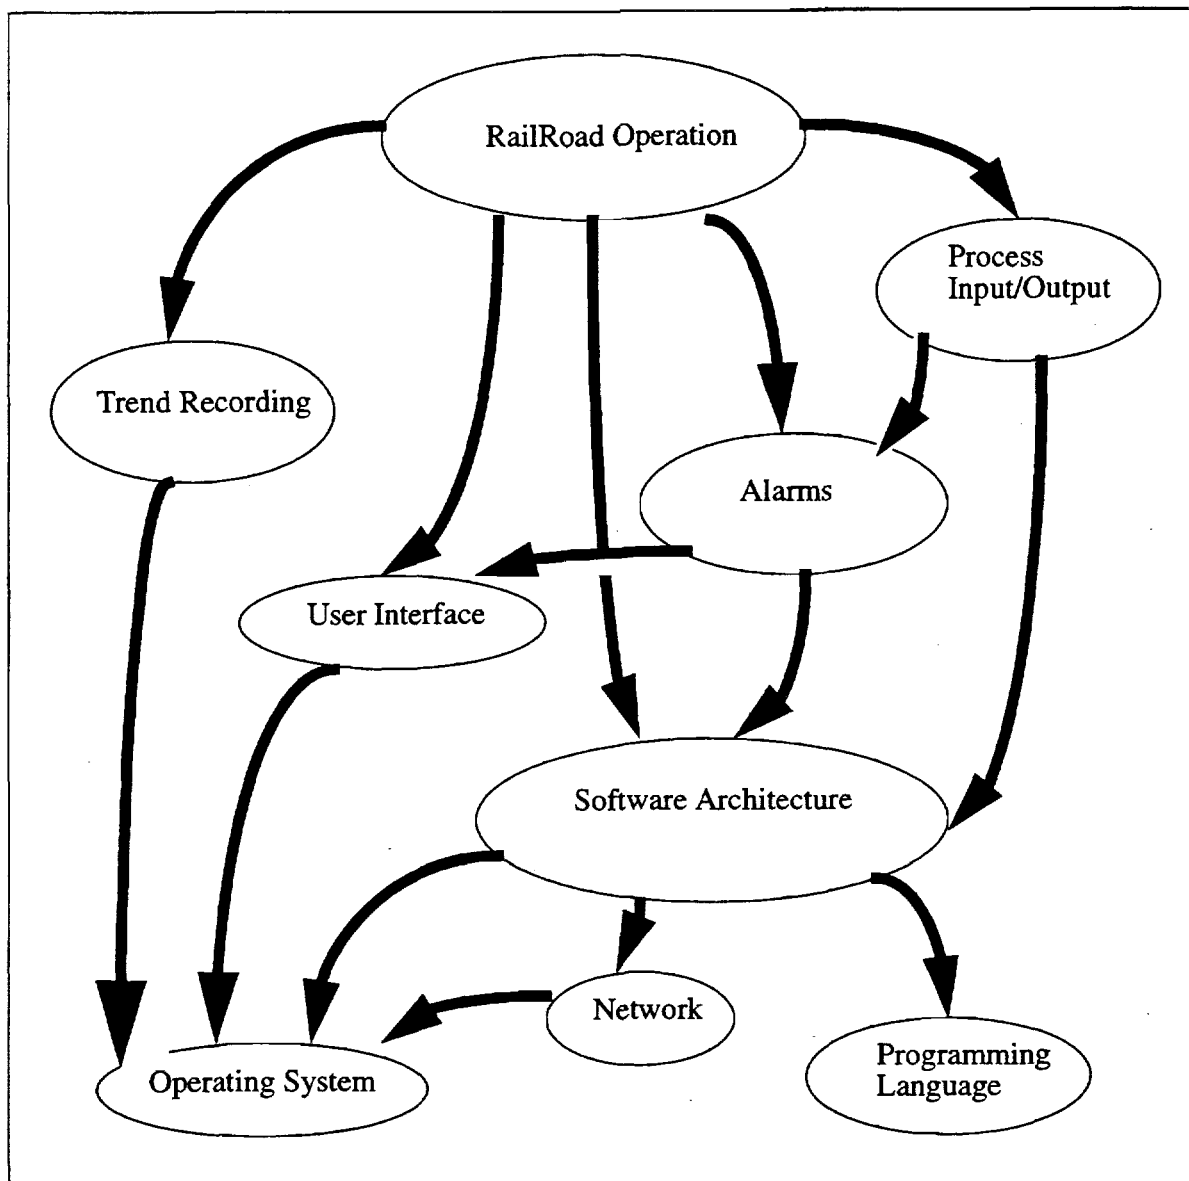 RailRoad Operation
Process
Input/Output
Trend Recording
Alarms
User Interface
Software Architecture
Network
Programming
Language
Operating System